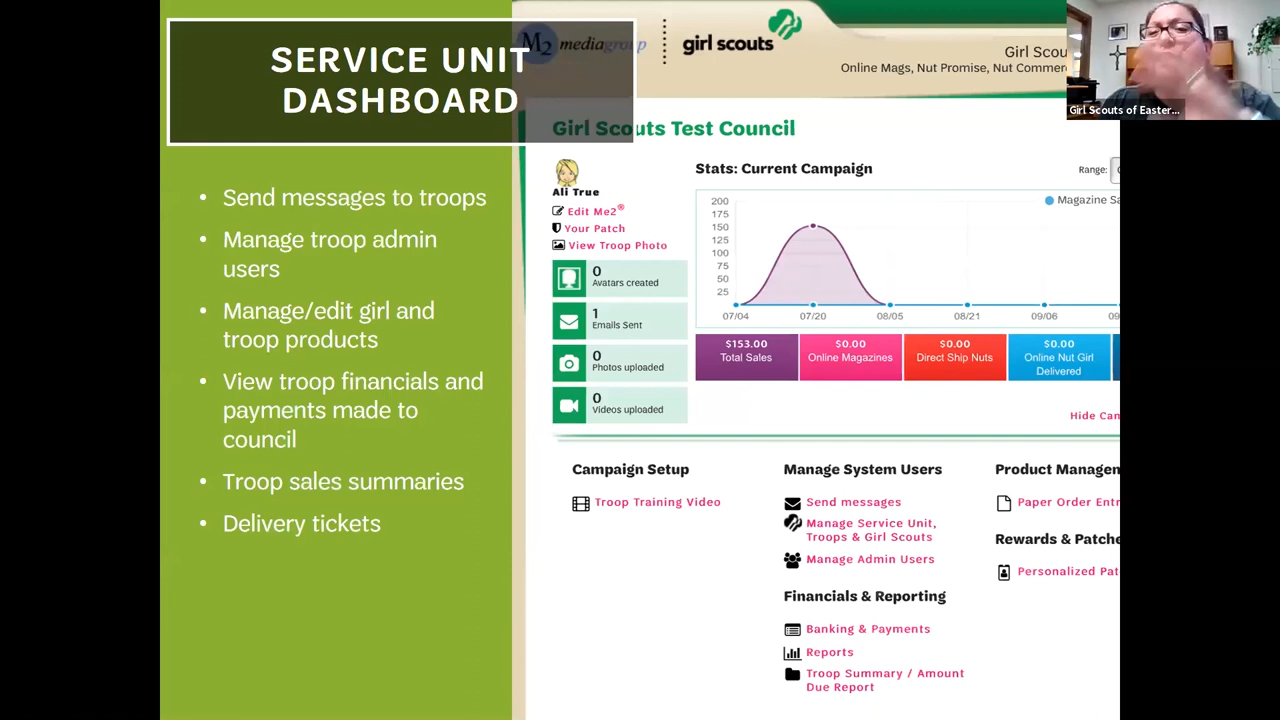 SERVICE UNIT
DASHBOARD
• Send messages to troops
• Manage troop admin
users
• Manage/edit girl and
troop products
• View troop financials and
payments made to
council
• Troop sales summaries
• Delivery tickets
M2 mediagroup
girl scouts
Girl Scou
Online Mags, Nut Promise, Nut Commer
Girl Scouts of Easter...
Girl Scouts Test Council
Ali True
Edit Me2®
Your Patch
View Troop Photo
0
Avatars created
1
Emails Sent
0
Photos uploaded
0
Videos uploaded
Stats: Current Campaign
Range:
Magazine Sa
200
175
150
125
100
75
50
25
07/04 07/20 08/05 08/21 09/06 09
$153.00
Total Sales
$0.00
Online Magazines
$0.00
Direct Ship Nuts
$0.00
Online Nut Girl
Delivered
Hide Cam
Campaign Setup
Troop Training Video
Manage System Users
Send messages
Manage Service Unit,
Troops & Girl Scouts
Manage Admin Users
Financials & Reporting
Banking & Payments
Reports
Troop Summary / Amount
Due Report
Product Managem
Paper Order Entr
Rewards & Patche
Personalized Pat